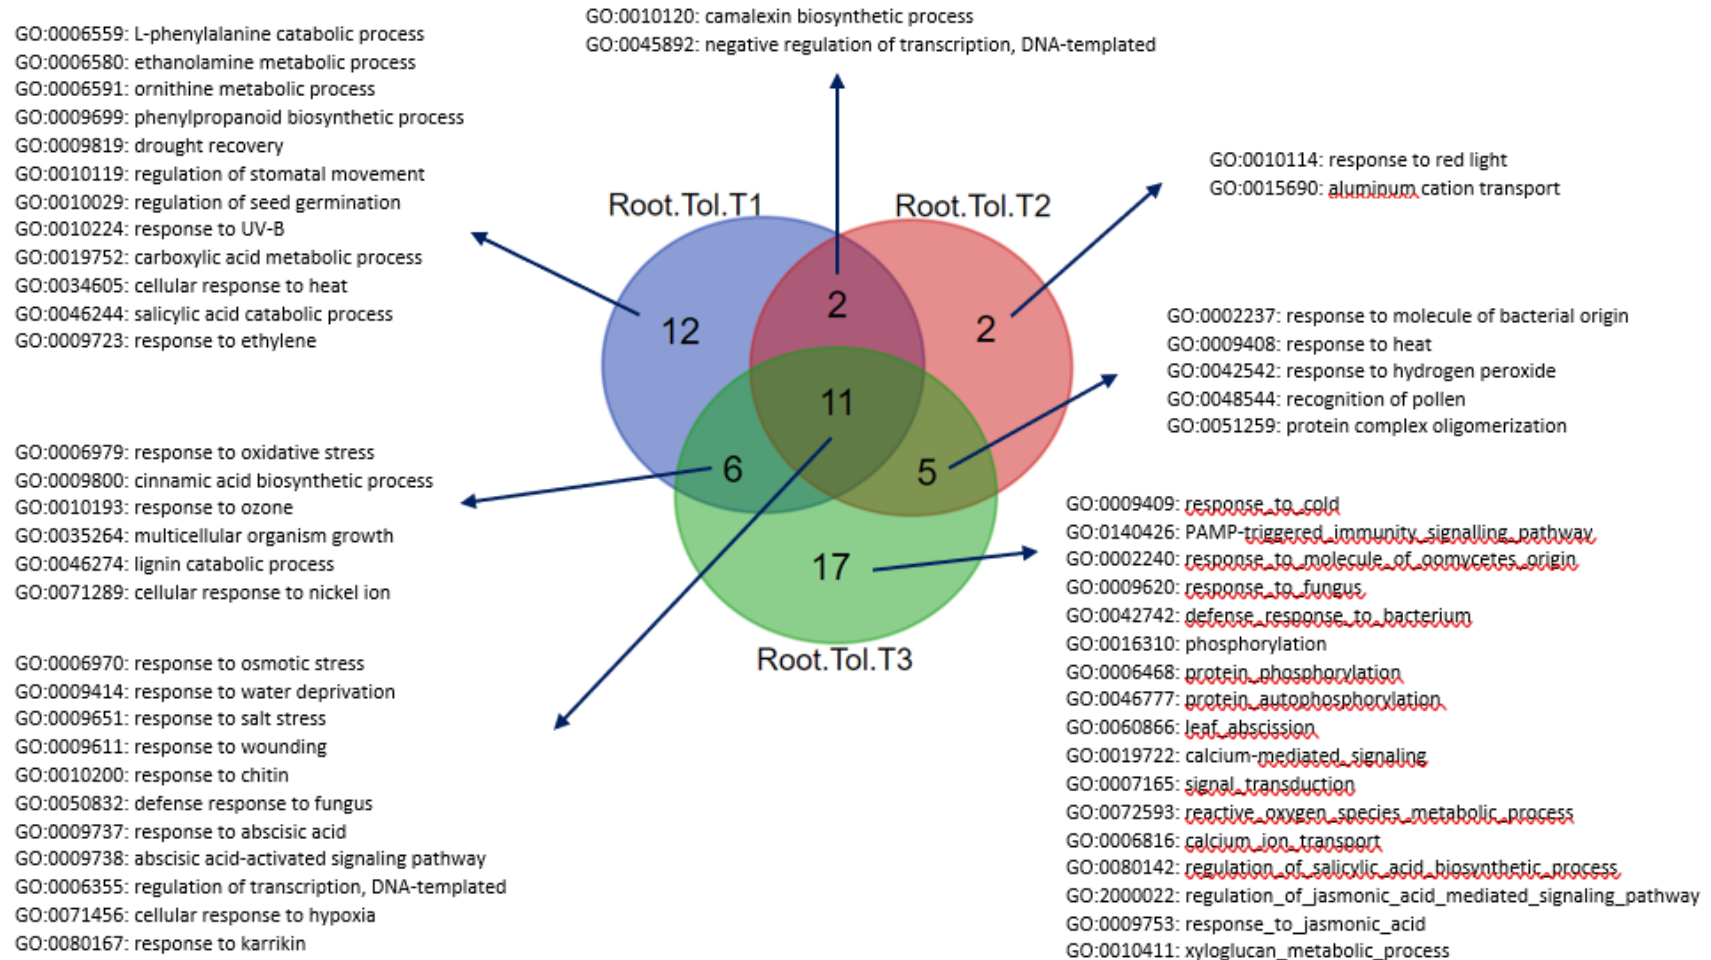 GO:0006559: L-phenylalanine catabolic process
GO:0006580: ethanolamine metabolic process
GO:0006591: ornithine metabolic process
GO:0009699: phenylpropanoid biosynthetic process
GO:0009819: drought recovery
GO:0010119: regulation of stomatal movement
GO:0010029: regulation of seed germination
GO:0010224: response to UV-B
GO:0019752: carboxylic acid metabolic process
GO:0034605: cellular response to heat
GO:0046244: salicylic acid catabolic process
GO:0009723: response to ethylene
GO:0010120: camalexin biosynthetic process
GO:0045892: negative regulation of transcription, DNA-templated
GO:0010114: response to red light
GO:0015690: aluminum cation transport
Root.Tol.T1
Root.Tol.T2
12
2
2
11
6
5
17
Root.Tol.T3
GO:0002237: response to molecule of bacterial origin
GO:0009408: response to heat
GO:0042542: response to hydrogen peroxide
GO:0048544: recognition of pollen
GO:0051259: protein complex oligomerization
GO:0006979: response to oxidative stress
GO:0009800: cinnamic acid biosynthetic process
GO:0010193: response to ozone
GO:0035264: multicellular organism growth
GO:0046274: lignin catabolic process
GO:0071289: cellular response to nickel ion
GO:0006970: response to osmotic stress
GO:0009414: response to water deprivation
GO:0009651: response to salt stress
GO:0009611: response to wounding
GO:0010200: response to chitin
GO:0050832: defense response to fungus
GO:0009737: response to abscisic acid
GO:0009738: abscisic acid-activated signaling pathway
GO:0006355: regulation of transcription, DNA-templated
GO:0071456: cellular response to hypoxia
GO:0080167: response to karrikin
GO:0009409: response_to_cold
GO:0140426: PAMP-triggered_immunity_signalling_pathway
GO:0002240: response_to_molecule_of_oomycetes_origin
GO:0009620: response_to_fungus
GO:0042742: defense_response_to_bacterium
GO:0016310: phosphorylation
GO:0006468: protein_phosphorylation
GO:0046777: protein_autophosphorylation
GO:0060866: leaf_abscission
GO:0019722: calcium-mediated_signaling
GO:0007165: signal_transduction
GO:0072593: reactive_oxygen_species_metabolic_process
GO:0006816: calcium_ion_transport
GO:0080142: regulation_of_salicylic_acid_biosynthetic_process
GO:2000022: regulation_of_jasmonic_acid_mediated_signaling_pathway
GO:0009753: response_to_jasmonic_acid
GO:0010411: xyloglucan_metabolic_process